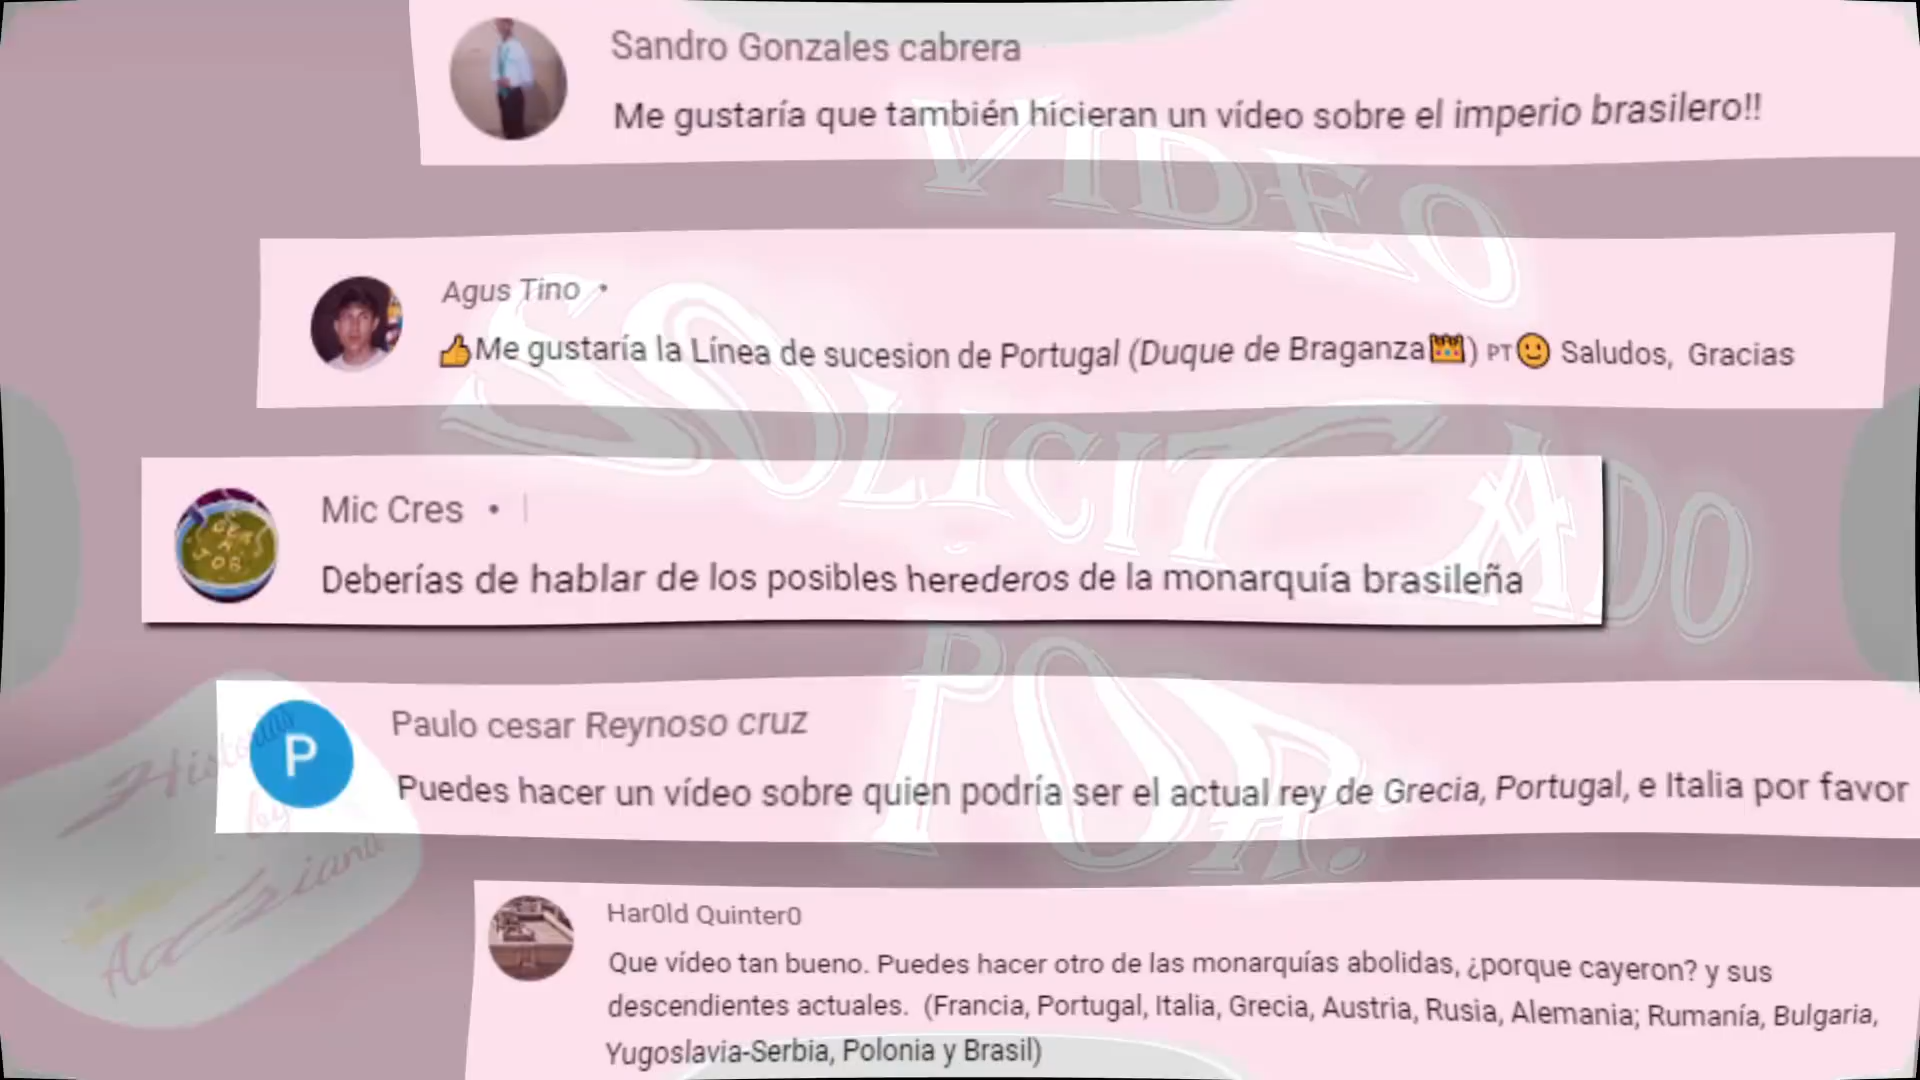 Sandro Gonzales cabrera
Me gustaría que también hicieran un vídeo sobre el imperio brasilero!!
VIDEO
Agus Tino •
👍Me gustaría la Línea de sucesion de Portugal (Duque de Braganza👑) PT🙂 Saludos, Gracias
SOLICITADO
Mic Cres •
Deberías de hablar de los posibles herederos de la monarquía brasileña
POR:
P
Paulo cesar Reynoso cruz
Puedes hacer un vídeo sobre quien podría ser el actual rey de Grecia, Portugal, e Italia por favor
Historias
by
Har0ld Quinter0
Que vídeo tan bueno. Puedes hacer otro de las monarquías abolidas, ¿porque cayeron? y sus
descendientes actuales. (Francia, Portugal, Italia, Grecia, Austria, Rusia, Alemania; Rumanía, Bulgaria,
Yugoslavia-Serbia, Polonia y Brasil)